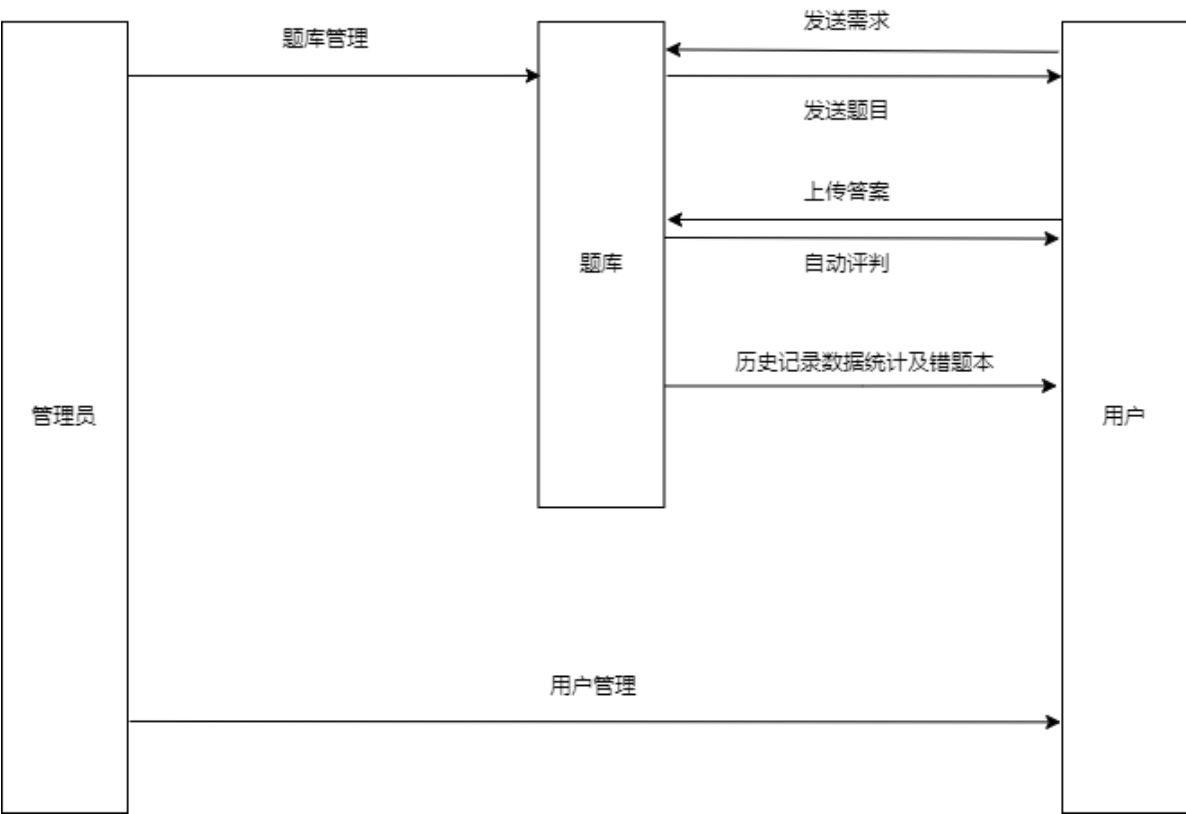 发送需求
题库管理
发送题目
上传答案
题库
自动评判
历史记录数据统计及错题本
管理员
用户
用户管理